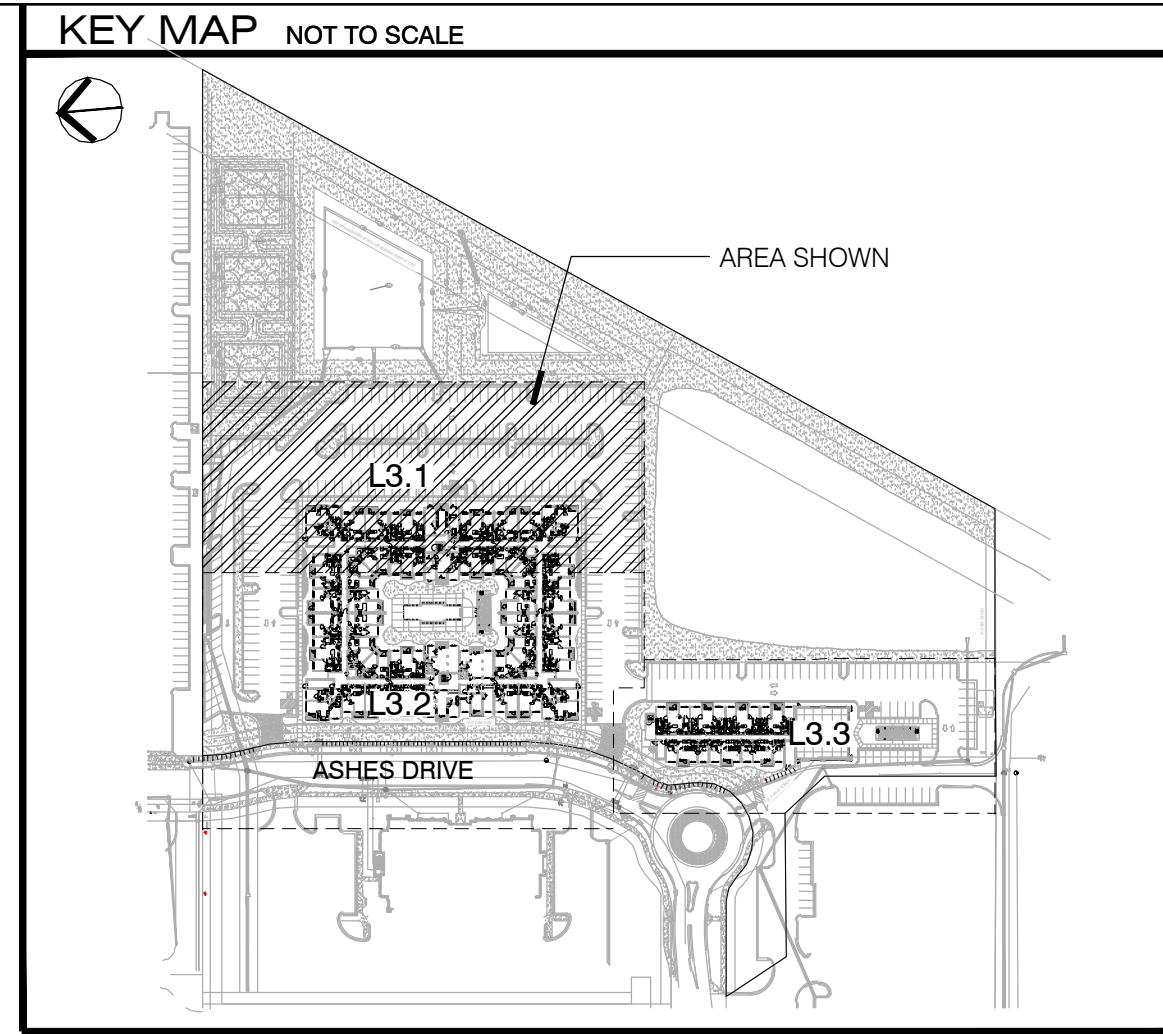 KEY MAP NOT TO SCALE
AREA SHOWN
L3.1
L3.2
L3.3
ASHES DRIVE